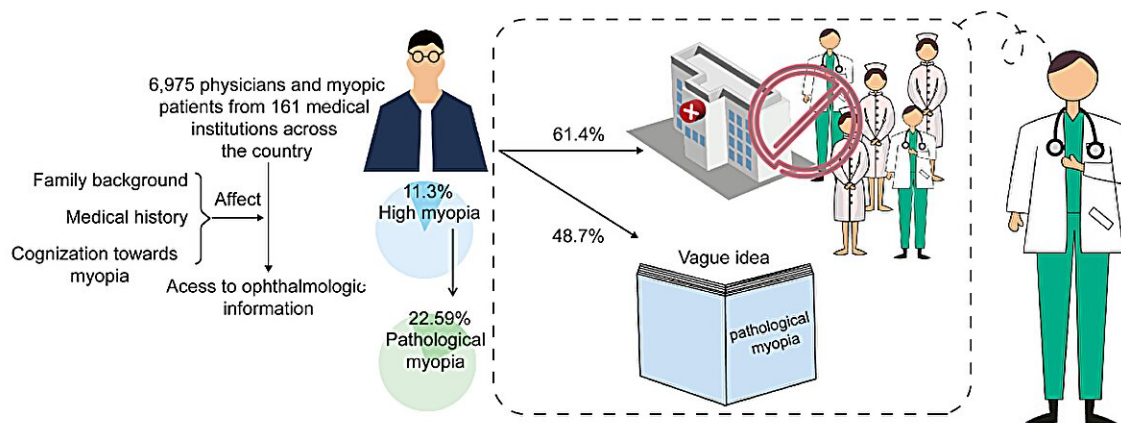 6,975 physicians and myopic
patients from 161 medical
institutions across
the country
Family background
Medical history
Cognization towards
myopia
Affect
Acess to ophthalmologic
information
11.3%
High myopia
22.59%
Pathological
myopia
61.4%
48.7%
Vague idea
pathological
myopia